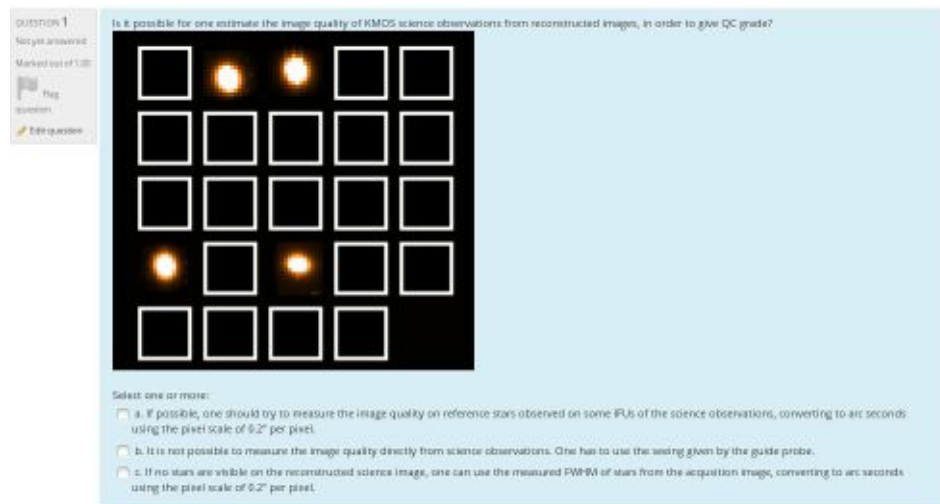 QUESTION 1
Not yet answered
Marked out of 1.00
Flag
question
Edit question
Is it possible for one estimate the image quality of KMOS science observations from reconstructed images, in order to give QC grade?
Select one or more:
a. If possible, one should try to measure the image quality on reference stars observed on some IFUs of the science observations, converting to arc seconds
using the pixel scale of 0.2" per pixel.
b. It is not possible to measure the image quality directly from science observations. One has to use the seeing given by the guide probe.
c. If no stars are visible on the reconstructed science image, one can use the measured FWHM of stars from the acquisition image, converting to arc seconds
using the pixel scale of 0.2" per pixel.